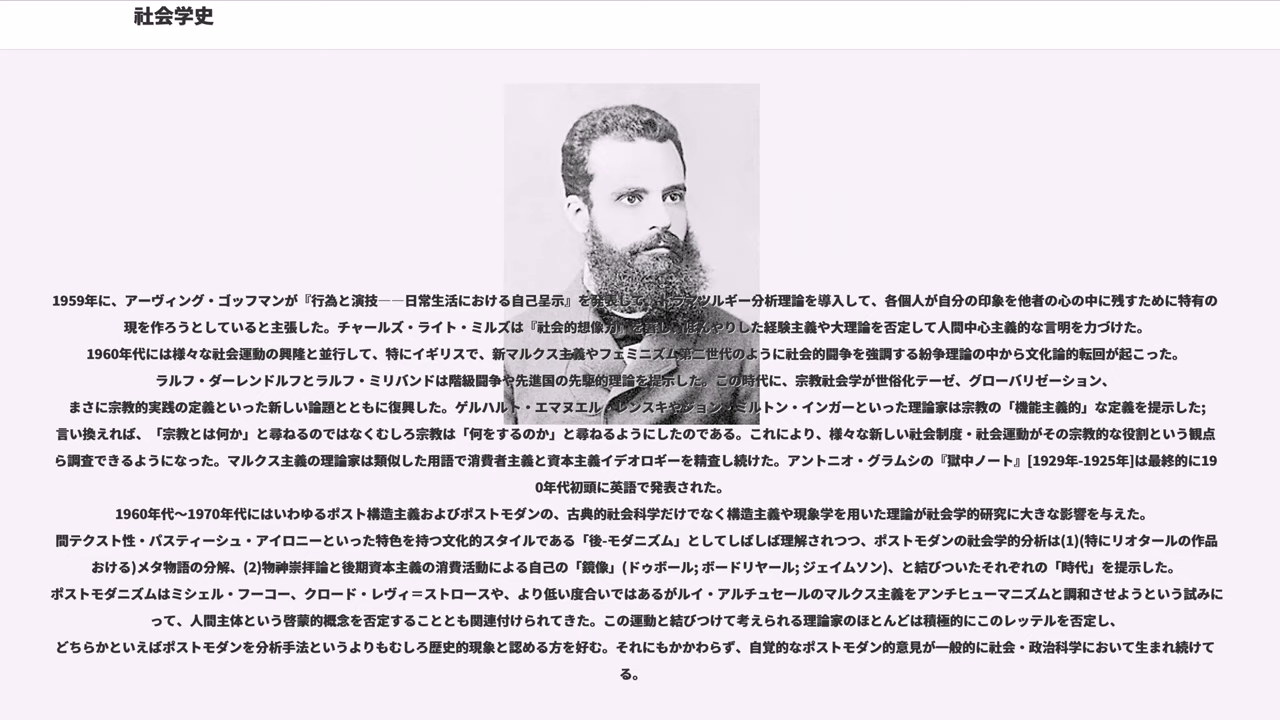 社会学史
1959年に、アーヴィング・ゴッフマンが『行為と演技――日常生活における自己呈示』を発表して、ドラマツルギー分析理論を導入して、各個人が自分の印象を他者の心の中に残すために特有の
現を作ろうとしていると主張した。チャールズ・ライト・ミルズは『社会的想像力』を著し、ぼんやりした経験主義や大理論を否定して人間中心主義的な言明を力づけた。
1960年代には様々な社会運動の興隆と並行して、特にイギリスで、新マルクス主義やフェミニズム第二世代のように社会的闘争を強調する紛争理論の中から文化論的転回が起こった。
ラルフ・ダーレンドルフとラルフ・ミリバンドは階級闘争や先進国の先駆的理論を提示した。この時代に、宗教社会学が世俗化テーゼ、グローバリゼーション、
まさに宗教的実践の定義といった新しい論題とともに復興した。ゲルハルト・エマヌエル・レンスキやジョン・ミルトン・インガーといった理論家は宗教の「機能主義的」な定義を提示した;
言い換えれば、「宗教とは何か」と尋ねるのではなくむしろ宗教は「何をするのか」と尋ねるようにしたのである。これにより、様々な新しい社会制度・社会運動がその宗教的な役割という観点
ら調査できるようになった。マルクス主義の理論家は類似した用語で消費者主義と資本主義イデオロギーを精査し続けた。アントニオ・グラムシの『獄中ノート』[1929年-1925年]は最終的に19
0年代初頭に英語で発表された。
1960年代〜1970年代にはいわゆるポスト構造主義およびポストモダンの、古典的社会科学だけでなく構造主義や現象学を用いた理論が社会学的研究に大きな影響を与えた。
間テクスト性・パスティーシュ・アイロニーといった特色を持つ文化的スタイルである「後-モダニズム」としてしばしば理解されつつ、ポストモダンの社会学的分析は(1)(特にリオタールの作品
おける)メタ物語の分解、(2)物神崇拝論と後期資本主義の消費活動による自己の「鏡像」(ドゥボール; ボードリヤール; ジェイムソン)、と結びついたそれぞれの「時代」を提示した。
ポストモダニズムはミシェル・フーコー、クロード・レヴィ＝ストロースや、より低い度合いではあるがルイ・アルチュセールのマルクス主義をアンチヒューマニズムと調和させようという試みに
って、人間主体という啓蒙的概念を否定することとも関連付けられてきた。この運動と結びつけて考えられる理論家のほとんどは積極的にこのレッテルを否定し、
どちらかといえばポストモダンを分析手法というよりもむしろ歴史的現象と認める方を好む。それにもかかわらず、自覚的なポストモダン的意見が一般的に社会・政治科学において生まれ続けて
る。